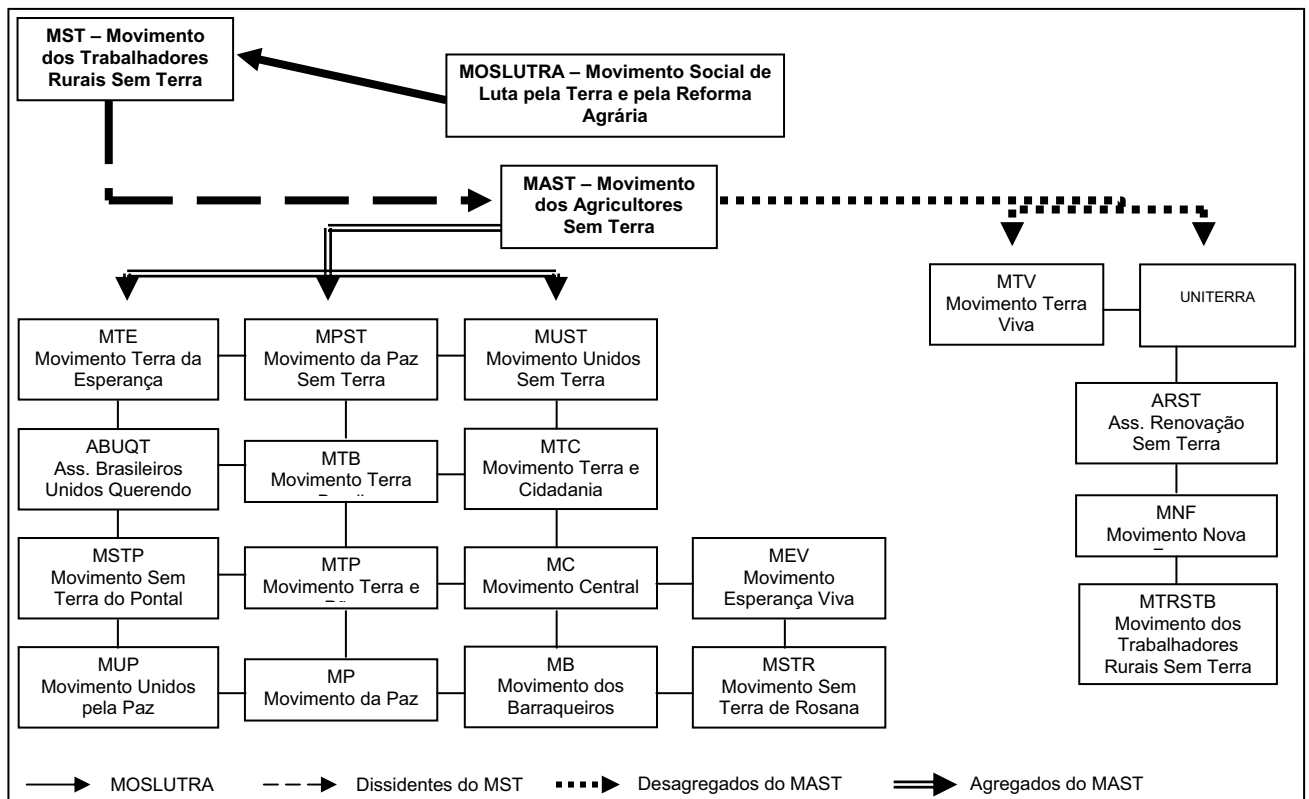 MST – Movimento
dos Trabalhadores
Rurais Sem Terra
MOSLUTRA – Movimento Social de
Luta pela Terra e pela Reforma
Agrária
MAST – Movimento
dos Agricultores
Sem Terra
MTV
Movimento Terra
Viva
UNITERRA
MTE
Movimento Terra da
Esperança
MPST
Movimento da Paz
Sem Terra
MUST
Movimento Unidos
Sem Terra
ARST
Ass. Renovação
Sem Terra
ABUQT
Ass. Brasileiros
Unidos Querendo
MTB
Movimento Terra
MTC
Movimento Terra e
Cidadania
MNF
Movimento Nova
MSTP
Movimento Sem
Terra do Pontal
MTP
Movimento Terra e
MC
Movimento Central
MEV
Movimento
Esperança Viva
MTRSTB
Movimento dos
Trabalhadores
Rurais Sem Terra
MUP
Movimento Unidos
pela Paz
MP
Movimento da Paz
MB
Movimento dos
Barraqueiros
MSTR
Movimento Sem
Terra de Rosana
MOSLUTRA
Dissidentes do MST
Desagregados do MAST
Agregados do MAST